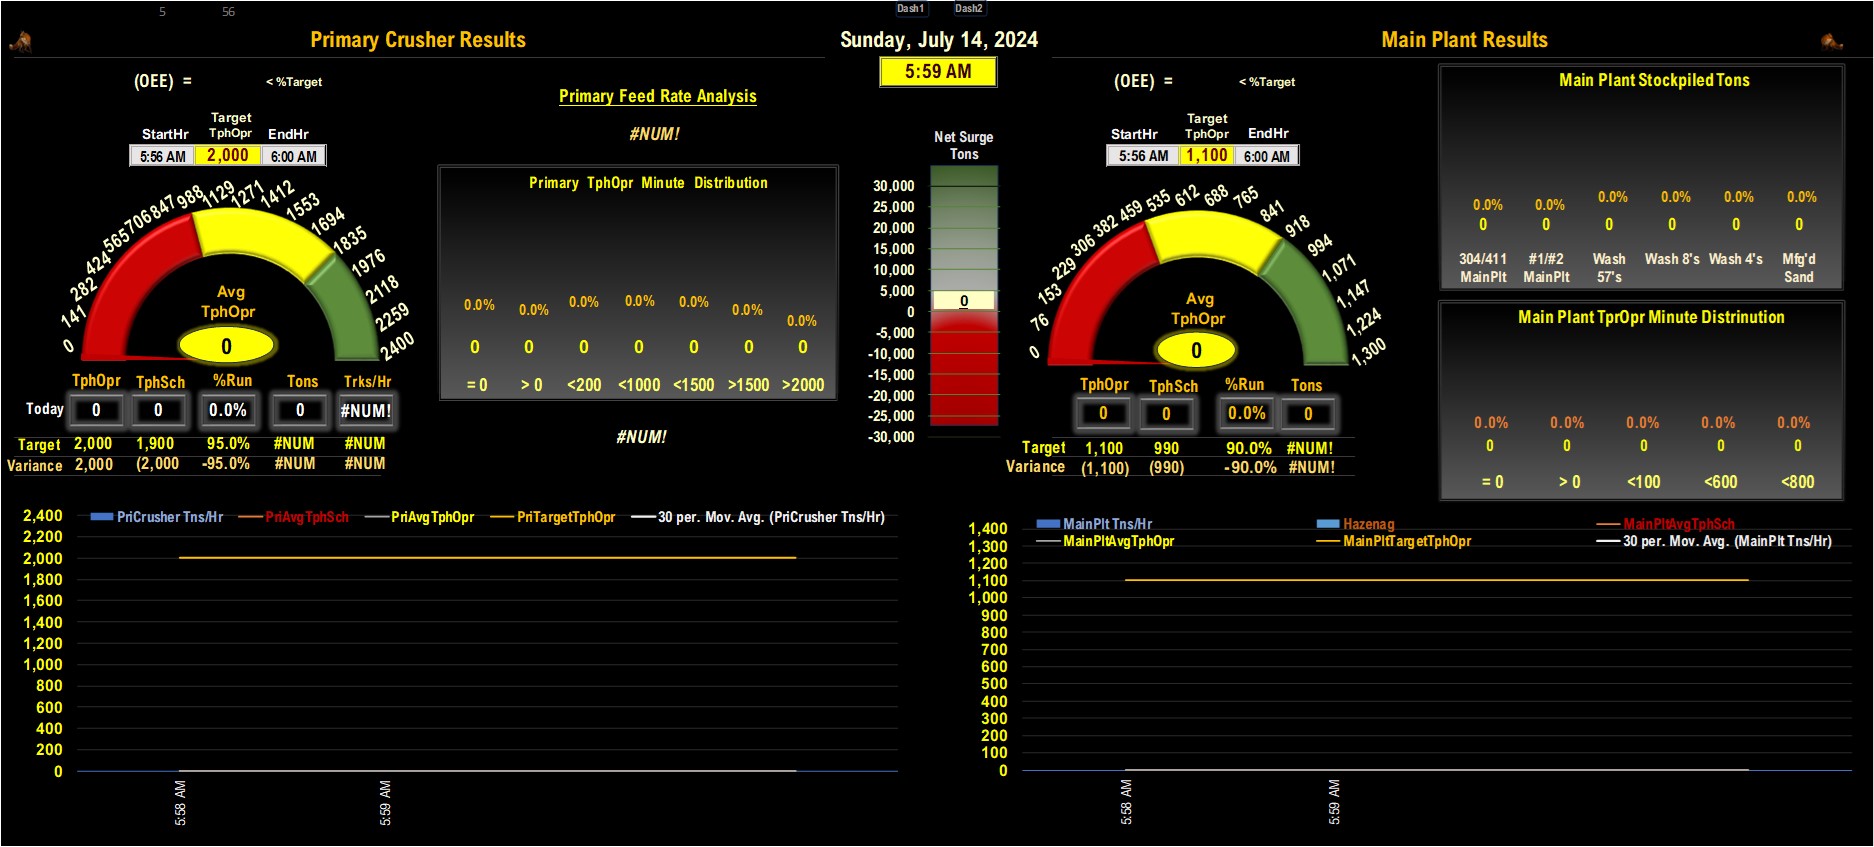 5 56 Dash1 Dash2
Primary Crusher Results
Sunday, July 14, 2024
Main Plant Results
5:59 AM
(OEE) = < %Target
Primary Feed Rate Analysis
#NUM!
Target
StartHr TphOpr EndHr
5:56 AM 2,000 6:00 AM
0 141 282 424 565 706 847 988 1129 1271 1412 1553 1694 1835 1976 2118 2259 2400
Avg
TphOpr
0
TphOpr TphSch %Run Tons Trks/Hr
Today 0 0 0.0% 0 #NUM!
Target 2,000 1,900 95.0% #NUM #NUM
Variance 2,000 (2,000 -95.0% #NUM #NUM
Primary TphOpr Minute Distribution
0.0% 0.0% 0.0% 0.0% 0.0% 0.0% 0.0%
0 0 0 0 0 0 0
= 0 > 0 <200 <1000 <1500 >1500 >2000
#NUM!
Net Surge
Tons
30,000
25,000
20,000
15,000
10,000
5,000
0
0
-5,000
-10,000
-15,000
-20,000
-25,000
-30,000
(OEE) = < %Target
Target
StartHr TphOpr EndHr
5:56 AM 1,100 6:00 AM
0 76 153 229 306 382 459 535 612 688 765 841 918 994 1,071 1,147 1,224 1,300
Avg
TphOpr
0
TphOpr TphSch %Run Tons
0 0 0.0% 0
Target 1,100 990 90.0% #NUM!
Variance (1,100) (990) -90.0% #NUM!
Main Plant Stockpiled Tons
0.0% 0.0% 0.0% 0.0% 0.0% 0.0%
0 0 0 0 0 0
304/411 #1/#2 Wash Wash 8's Wash 4's Mfg'd
MainPlt MainPlt 57's Sand
Main Plant TprOpr Minute Distrinution
0.0% 0.0% 0.0% 0.0% 0.0%
0 0 0 0 0
= 0 > 0 <100 <600 <800
PriCrusher Tns/Hr PriAvgTphSch PriAvgTphOpr PriTargetTphOpr 30 per. Mov. Avg. (PriCrusher Tns/Hr)
2,400
2,200
2,000
1,800
1,600
1,400
1,200
1,000
800
600
400
200
0
5:58 AM 5:59 AM
MainPlt Tns/Hr Hazenag MainPltAvgTphSch
MainPltAvgTphOpr MainPltTargetTphOpr 30 per. Mov. Avg. (MainPlt Tns/Hr)
1,400
1,300
1,200
1,100
1,000
900
800
700
600
500
400
300
200
100
0
5:58 AM 5:59 AM